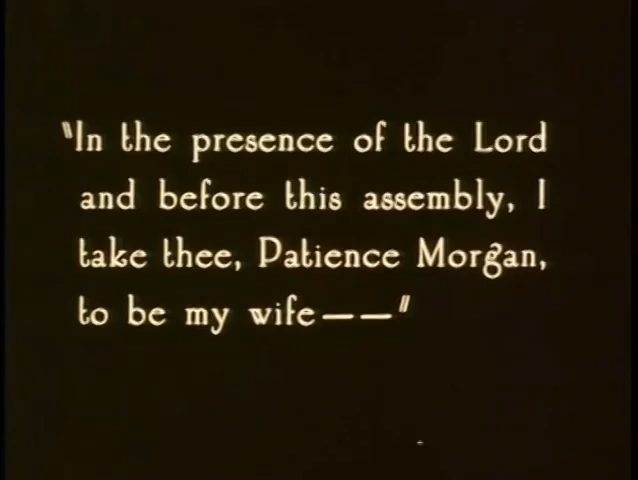 "In the presence of the Lord
and before this assembly, I
take thee, Patience Morgan,
to be my wife——"